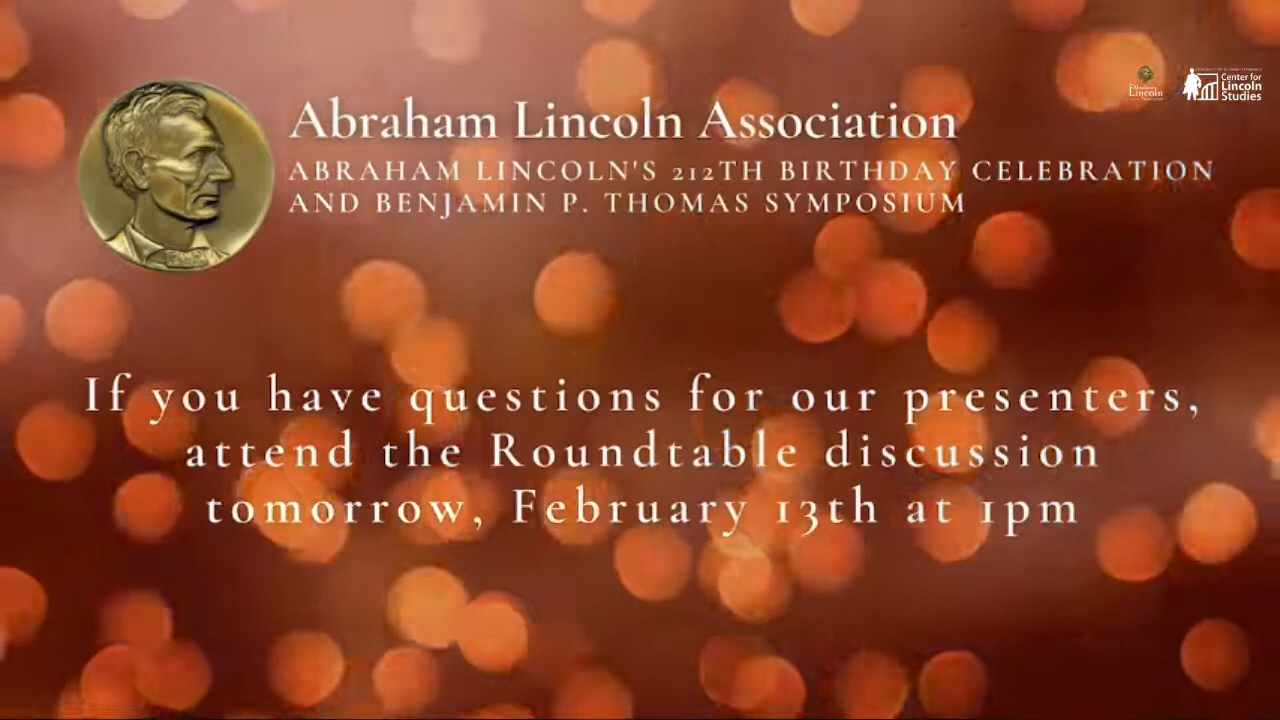 Abraham Lincoln Association
ABRAHAM LINCOLN'S 212TH BIRTHDAY CELEBRATION
AND BENJAMIN P. THOMAS SYMPOSIUM
Lincoln
Center for
Lincoln
Studies
If you have questions for our presenters,
attend the Roundtable discussion
tomorrow, February 13th at 1pm